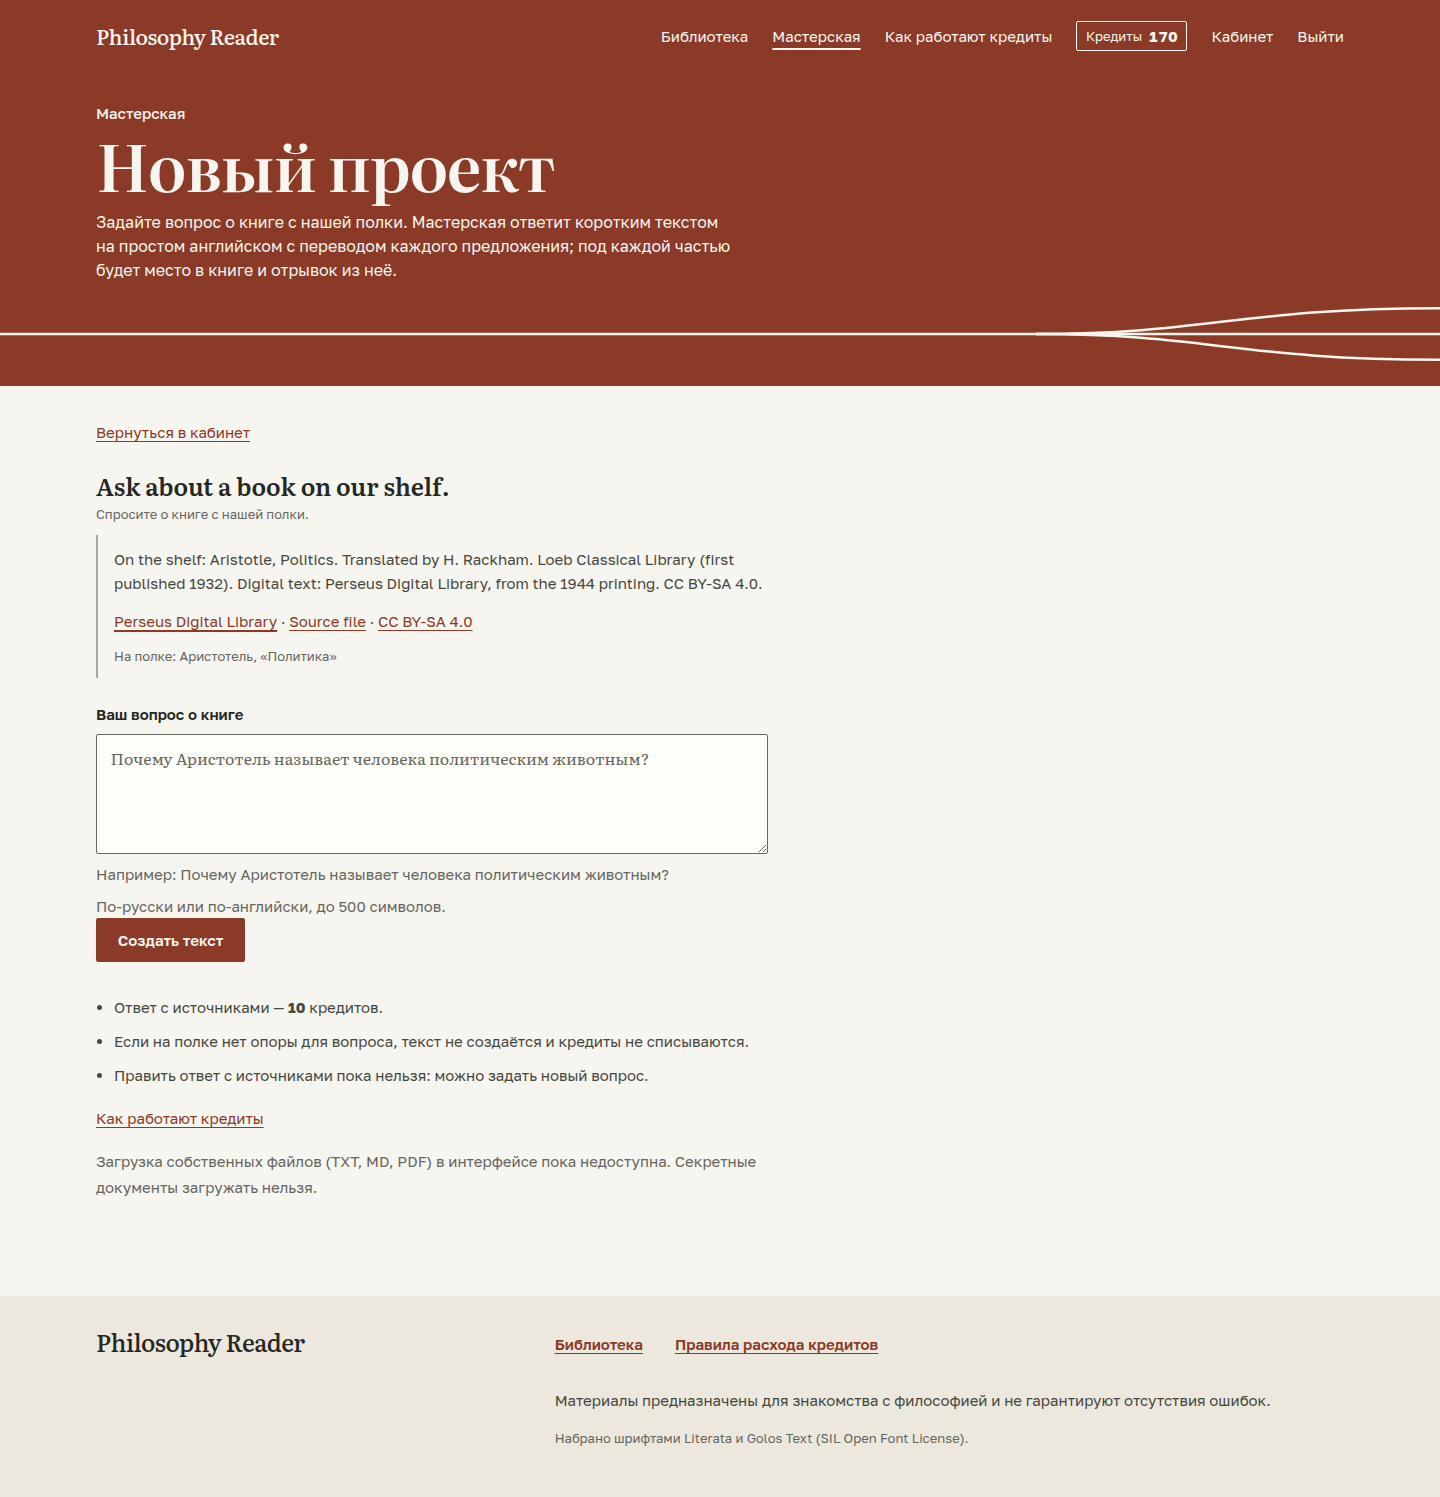 Philosophy Reader
Библиотека Мастерская Как работают кредиты Кредиты 170 Кабинет Выйти
Мастерская
Новый проект
Задайте вопрос о книге с нашей полки. Мастерская ответит коротким текстом
на простом английском с переводом каждого предложения; под каждой частью
будет место в книге и отрывок из неё.
Вернуться в кабинет
Ask about a book on our shelf.
Спросите о книге с нашей полки.
On the shelf: Aristotle, Politics. Translated by H. Rackham. Loeb Classical Library (first
published 1932). Digital text: Perseus Digital Library, from the 1944 printing. CC BY-SA 4.0.
Perseus Digital Library · Source file · CC BY-SA 4.0
На полке: Аристотель, «Политика»
Ваш вопрос о книге
Почему Аристотель называет человека политическим животным?
Например: Почему Аристотель называет человека политическим животным?
По-русски или по-английски, до 500 символов.
Создать текст
• Ответ с источниками — 10 кредитов.
• Если на полке нет опоры для вопроса, текст не создаётся и кредиты не списываются.
• Править ответ с источниками пока нельзя: можно задать новый вопрос.
Как работают кредиты
Загрузка собственных файлов (TXT, MD, PDF) в интерфейсе пока недоступна. Секретные
документы загружать нельзя.
Philosophy Reader
Библиотека Правила расхода кредитов
Материалы предназначены для знакомства с философией и не гарантируют отсутствия ошибок.
Набрано шрифтами Literata и Golos Text (SIL Open Font License).